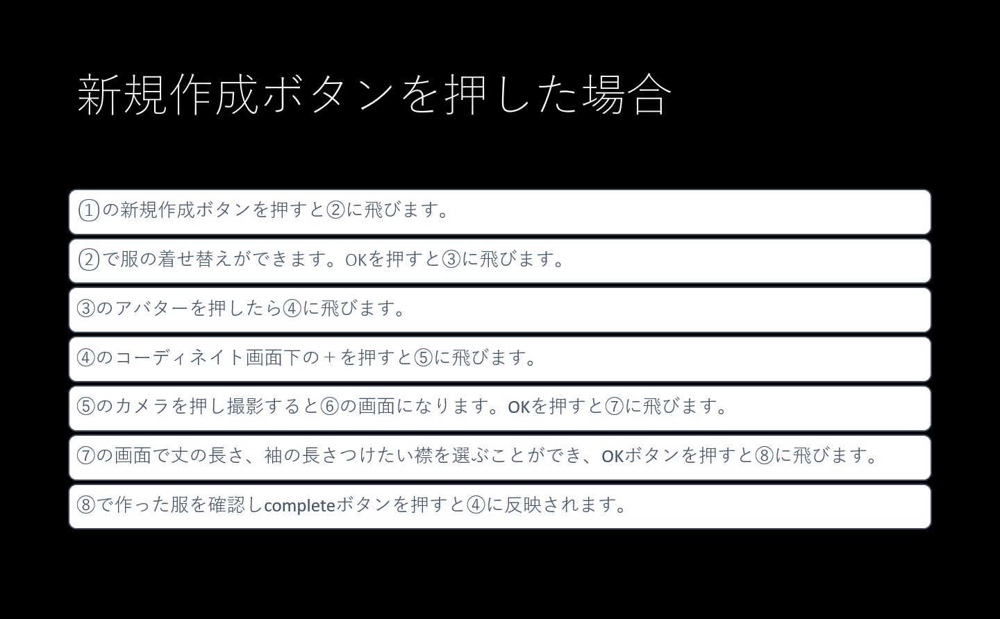 新規作成ボタンを押した場合
①の新規作成ボタンを押すと②に飛びます。
②で服の着せ替えができます。OKを押すと③に飛びます。
③のアバターを押したら④に飛びます。
④のコーディネイト画面下の＋を押すと⑤に飛びます。
⑤のカメラを押し撮影すると⑥の画面になります。OKを押すと⑦に飛びます。
⑦の画面で丈の長さ、袖の長さつけたい襟を選ぶことができ、OKボタンを押すと⑧に飛びます。
⑧で作った服を確認しcompleteボタンを押すと④に反映されます。